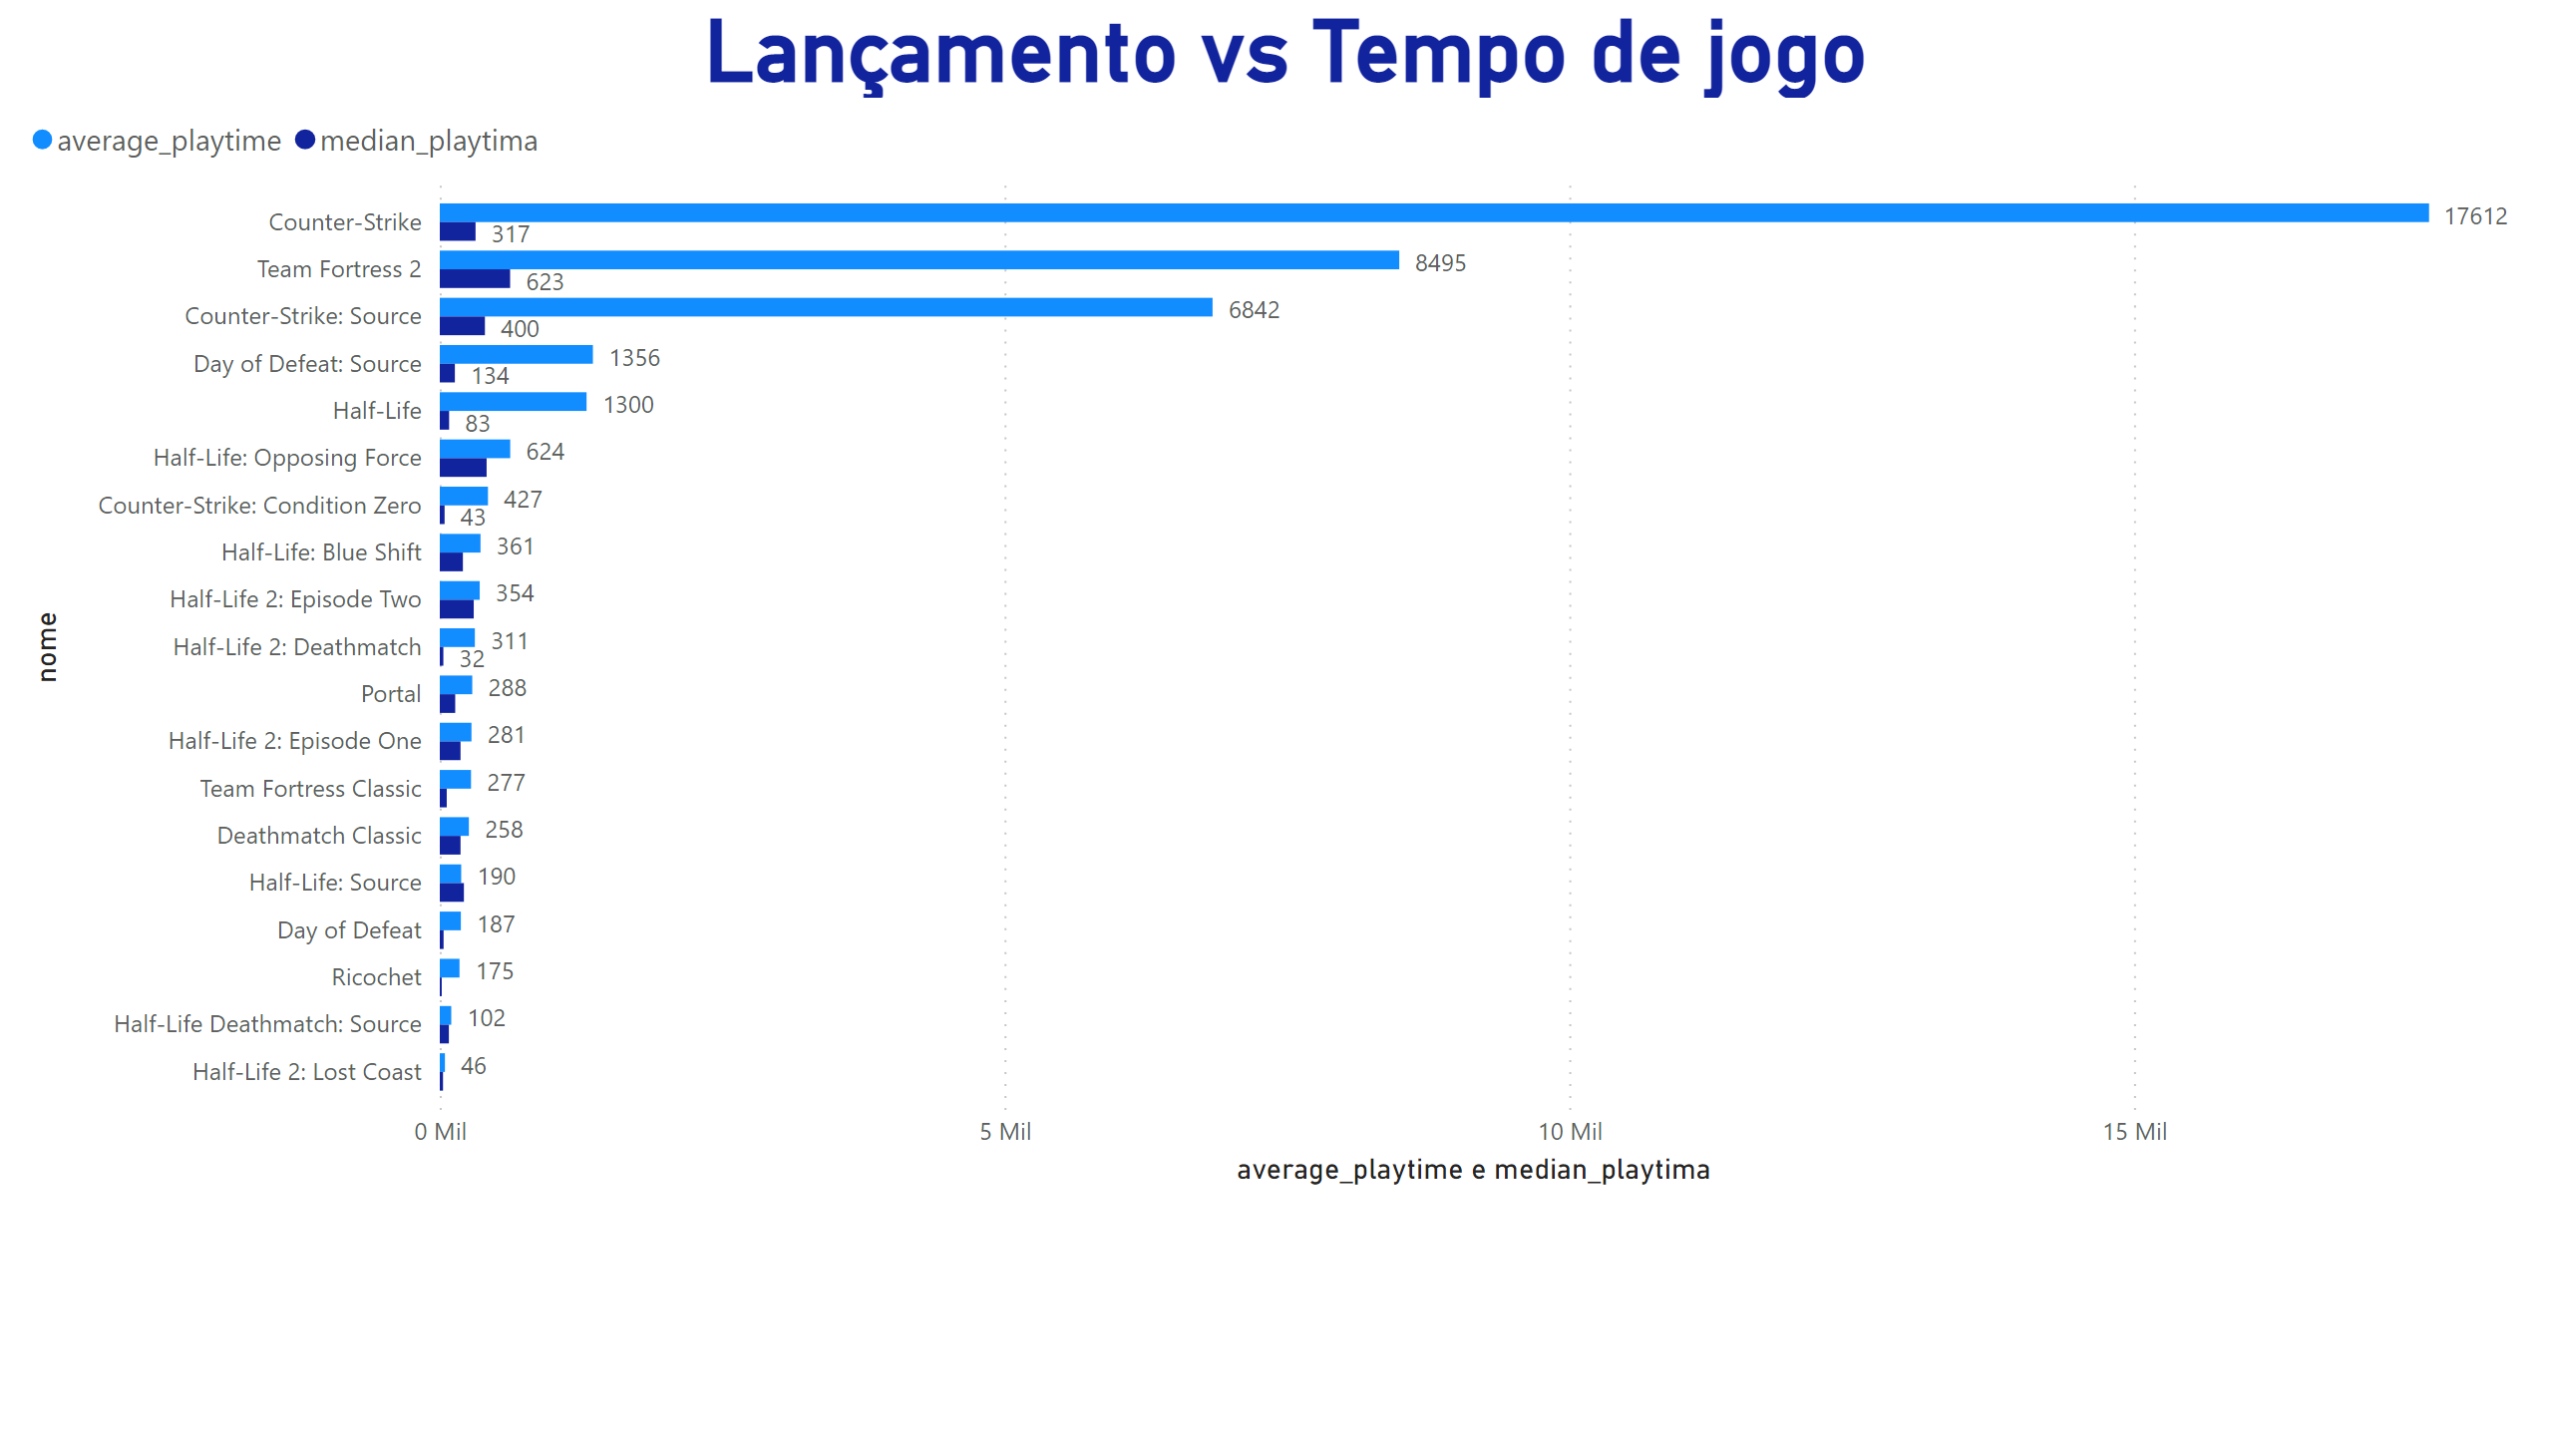 Lançamento vs Tempo de jogo
average_playtime median_playtima
Counter-Strike 17612
317
Team Fortress 2 8495
623
Counter-Strike: Source 6842
400
Day of Defeat: Source 1356
134
Half-Life 1300
83
Half-Life: Opposing Force 624
Counter-Strike: Condition Zero 427
43
Half-Life: Blue Shift 361
Half-Life 2: Episode Two 354
Half-Life 2: Deathmatch 311
32
Portal 288
Half-Life 2: Episode One 281
Team Fortress Classic 277
Deathmatch Classic 258
Half-Life: Source 190
Day of Defeat 187
Ricochet 175
Half-Life Deathmatch: Source 102
Half-Life 2: Lost Coast 46
nome
0 Mil 5 Mil 10 Mil 15 Mil
average_playtime e median_playtima